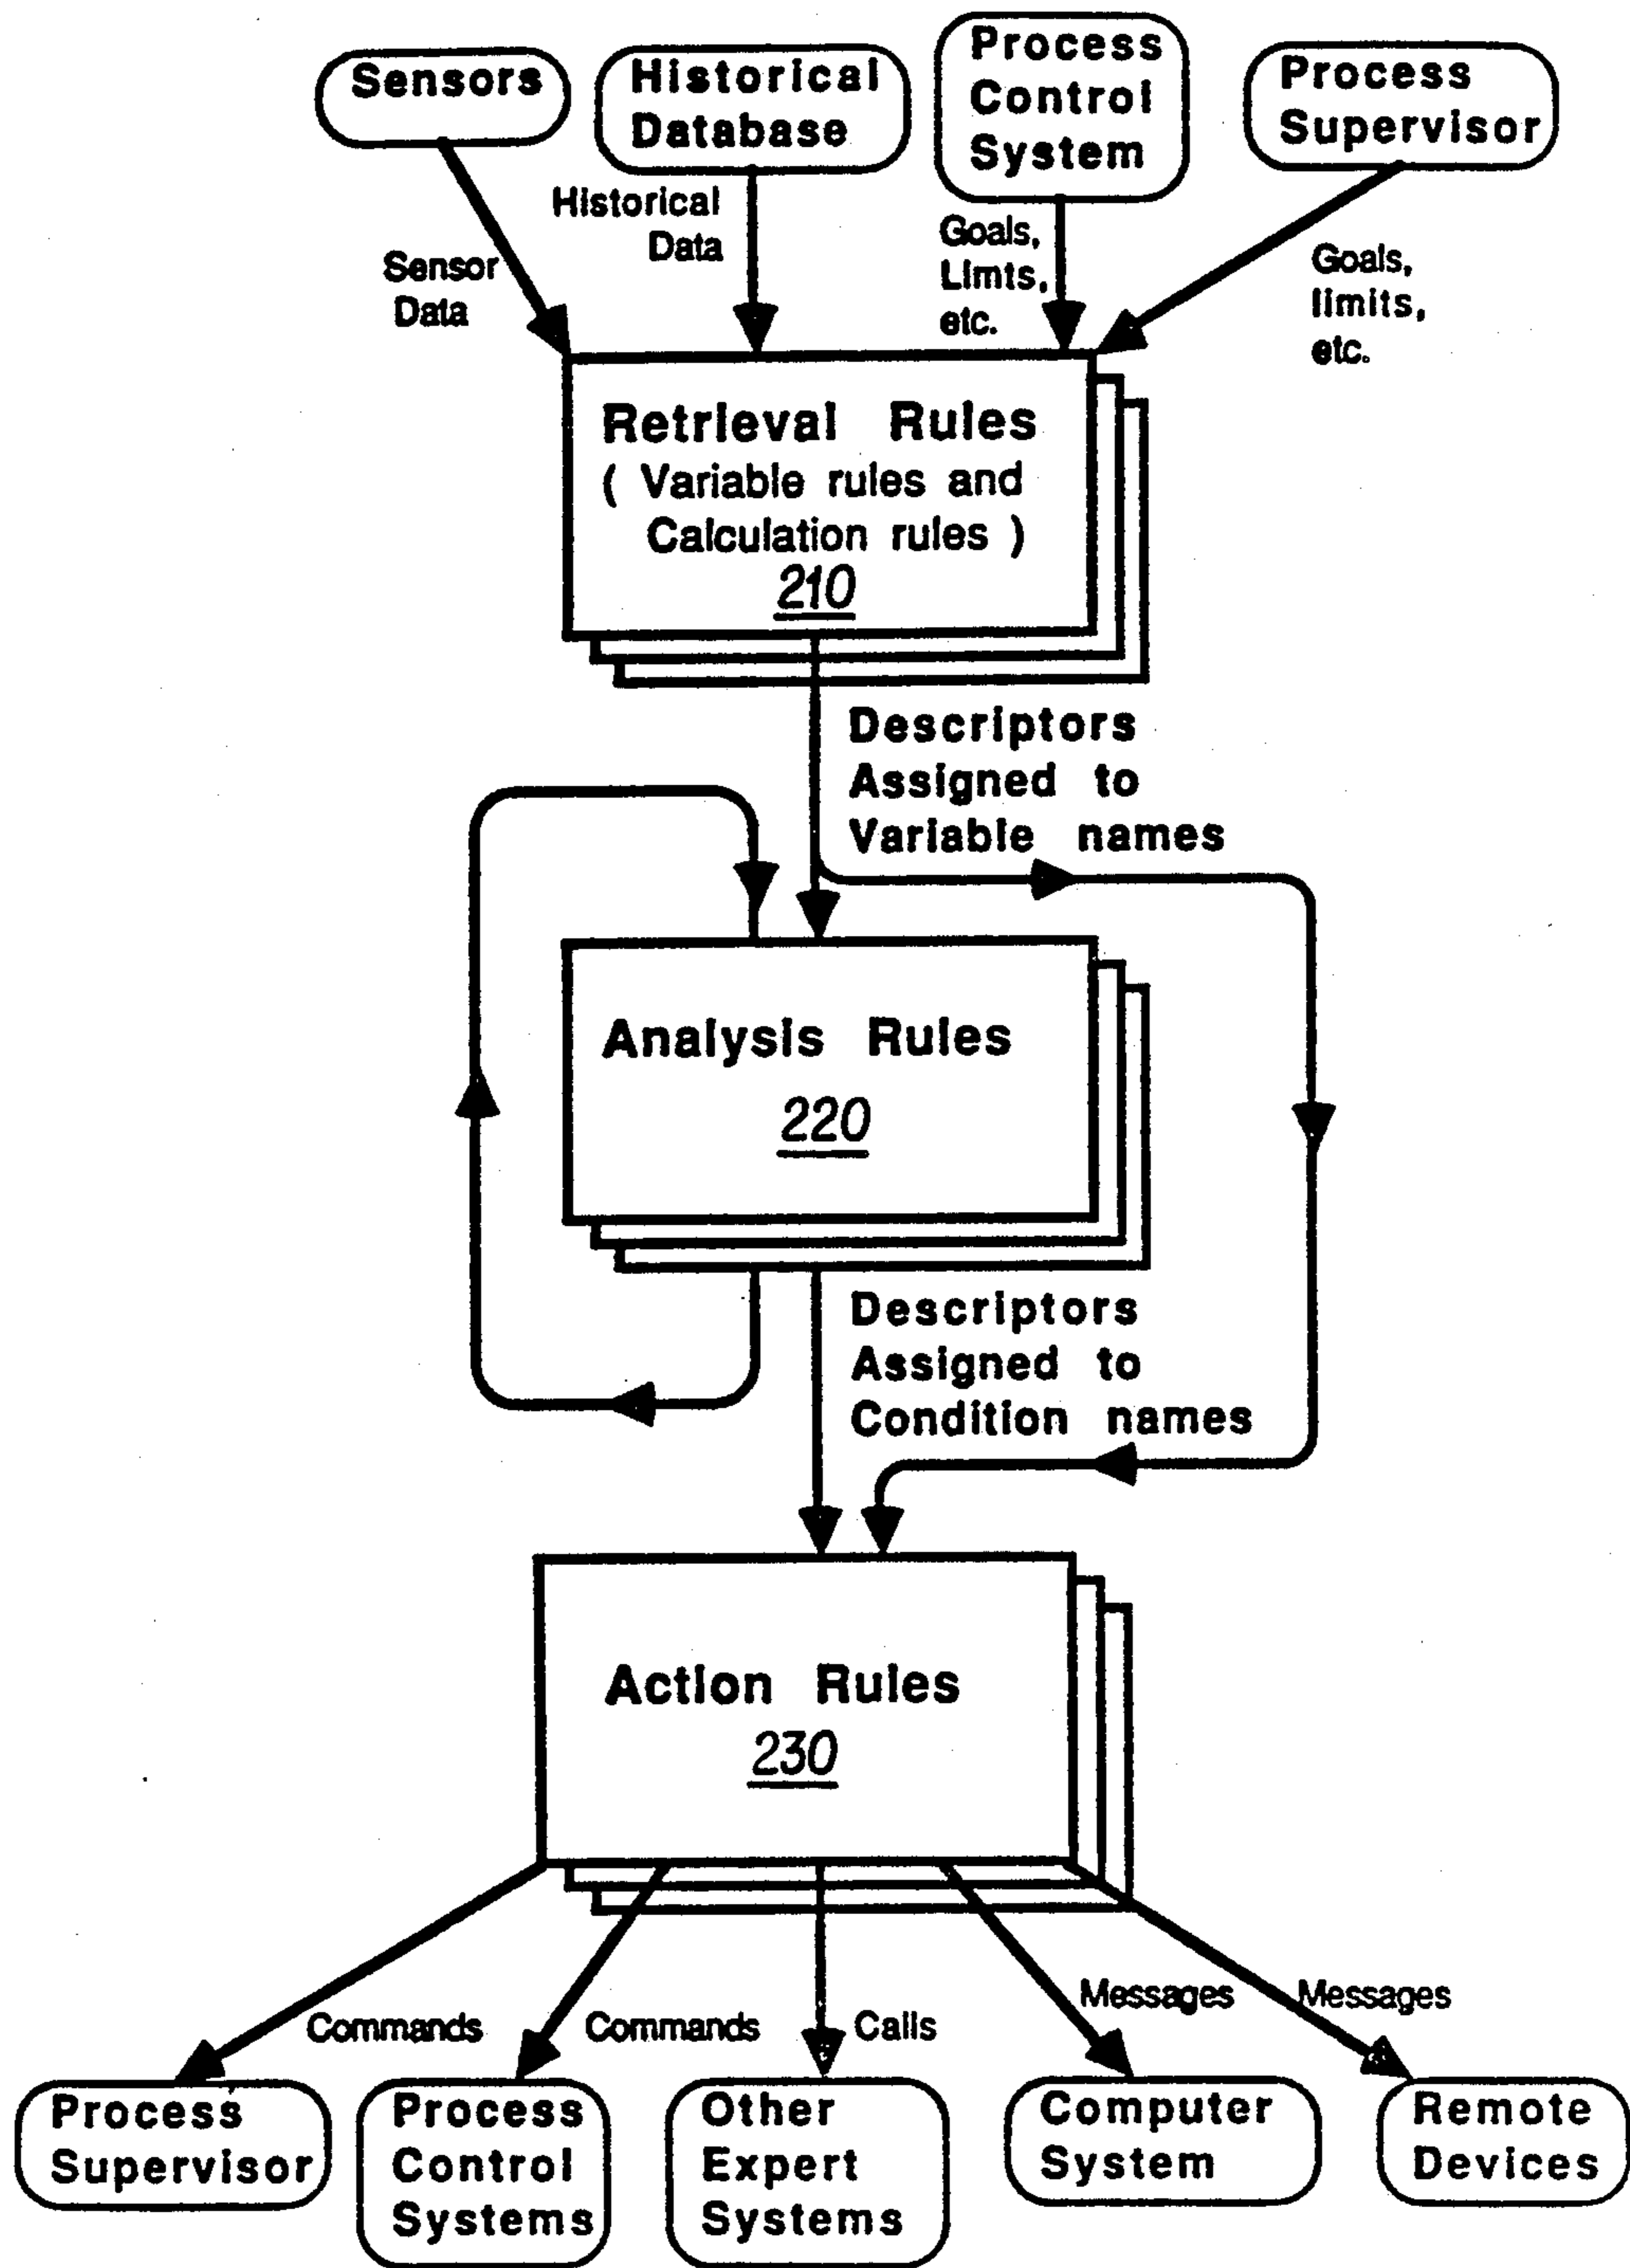 Sensors
Historical
Database
Process
Control
System
Process
Supervisor
Sensor
Data
Historical
Data
Goals,
Limts,
etc.
Goals,
limits,
etc.
Retrieval Rules
( Variable rules and
Calculation rules )
210
Descriptors
Assigned to
Variable names
Analysis Rules
220
Descriptors
Assigned to
Condition names
Action Rules
230
Commands
Commands
Calls
Messages
Messages
Process
Supervisor
Process
Control
Systems
Other
Expert
Systems
Computer
System
Remote
Devices